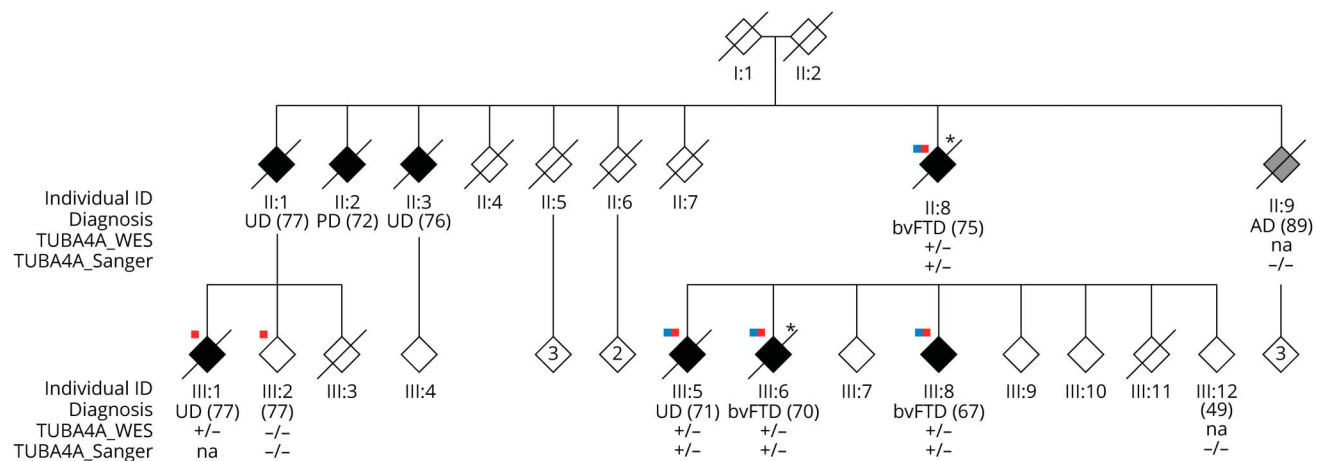 I:1 II:2
* 
Individual ID II:1 II:2 II:3 II:4 II:5 II:6 II:7 II:8 II:9
Diagnosis UD (77) PD (72) UD (76) bvFTD (75) AD (89)
TUBA4A_WES +/– na
TUBA4A_Sanger +/– –/–
*
3 2 3
Individual ID III:1 III:2 III:3 III:4 III:5 III:6 III:7 III:8 III:9 III:10 III:11 III:12
Diagnosis UD (77) (77) UD (71) bvFTD (70) bvFTD (67) (49)
TUBA4A_WES +/– –/– +/– +/– +/– na
TUBA4A_Sanger na –/– +/– +/– +/– –/–